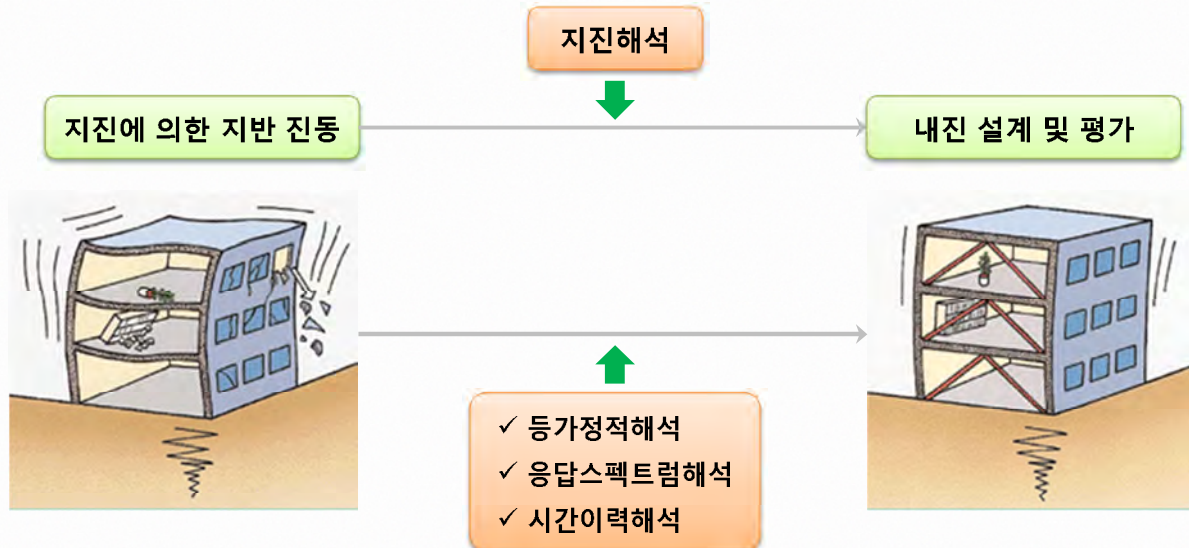 지진해석
지진에 의한 지반 진동
내진 설계 및 평가
✓ 등가정적해석
✓ 응답스펙트럼해석
✓ 시간이력해석